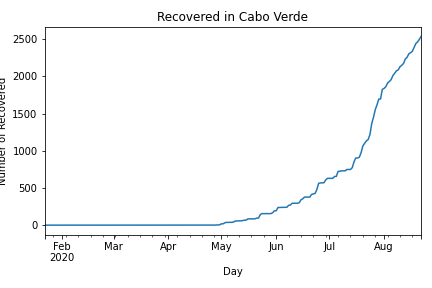 Recovered in Cabo Verde
Number of Recovered
2500
2000
1500
1000
500
0
Feb
2020
Mar
Apr
May
Jun
Jul
Aug
Day